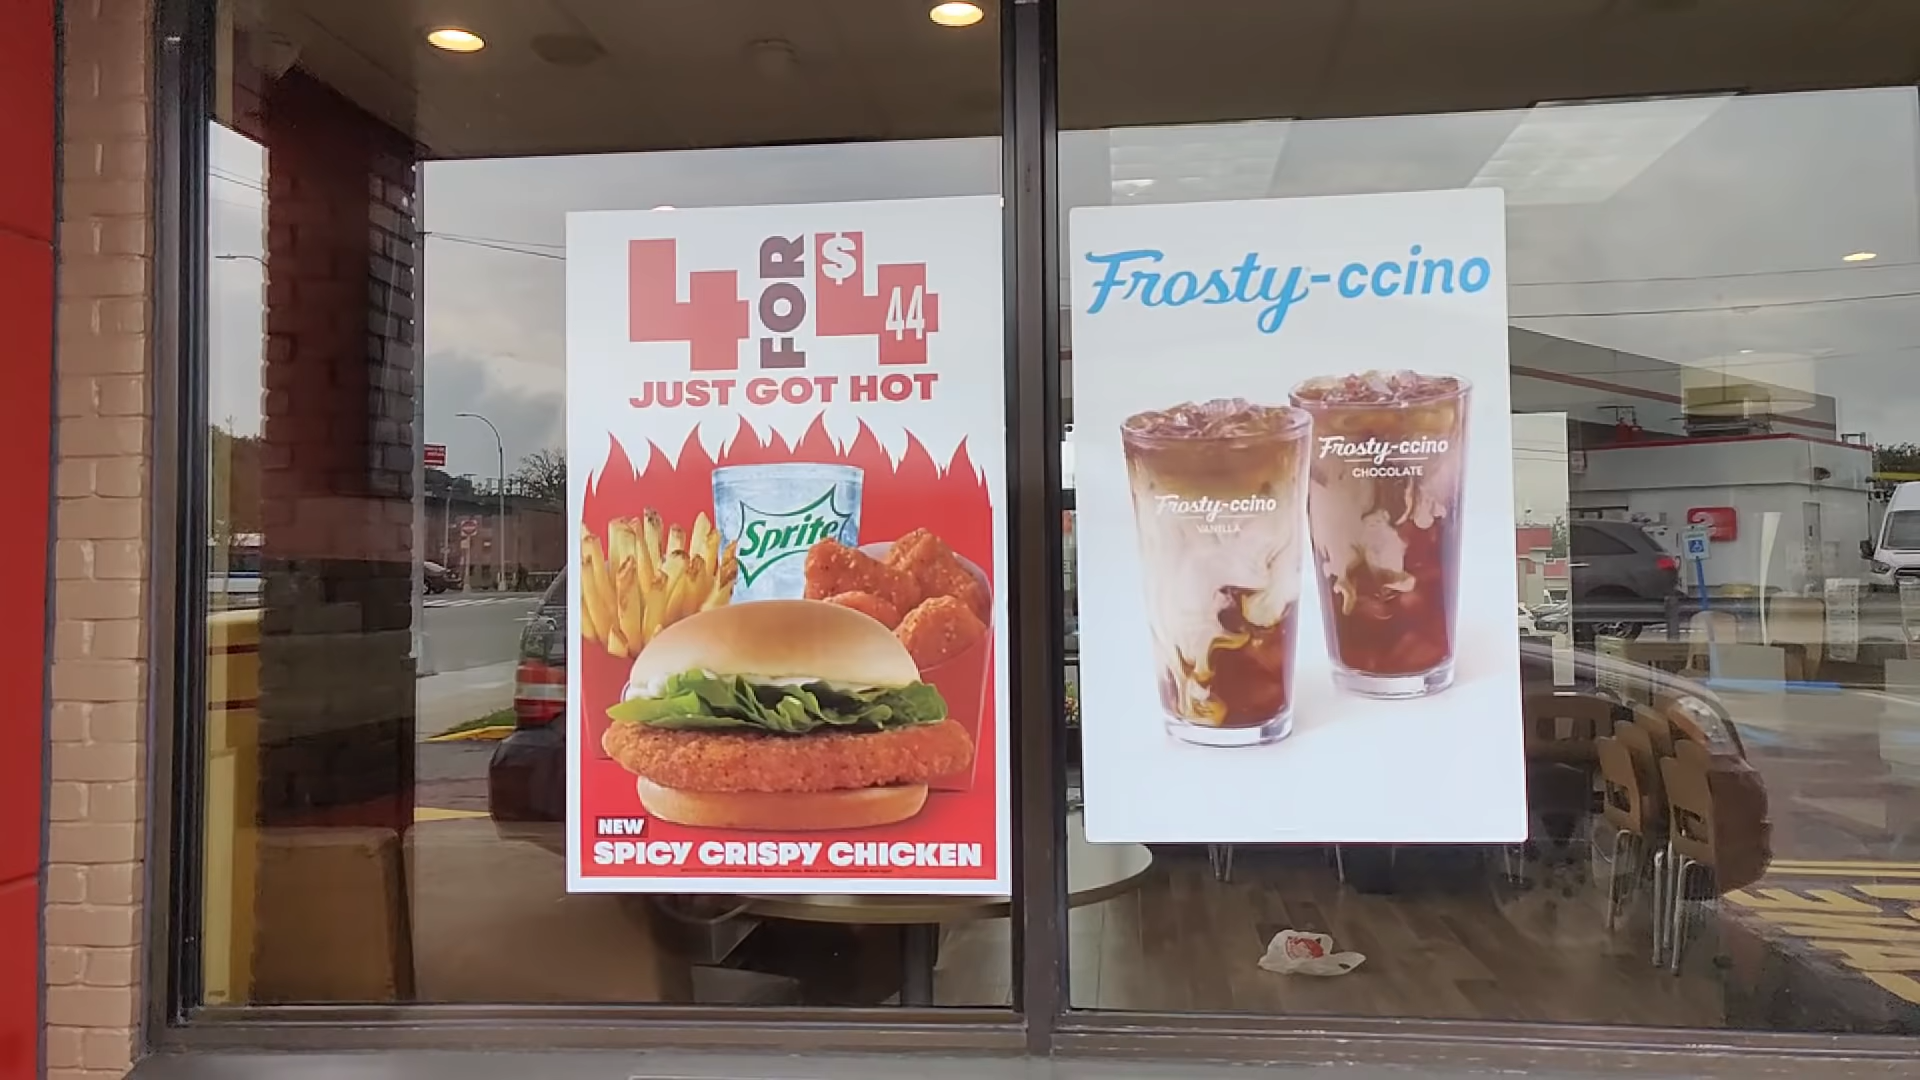 4 FOR $4 44
JUST GOT HOT
Sprite
NEW
SPICY CRISPY CHICKEN
Frosty-ccino
Frosty-ccino
CHOCOLATE
Frosty-ccino
VANILLA